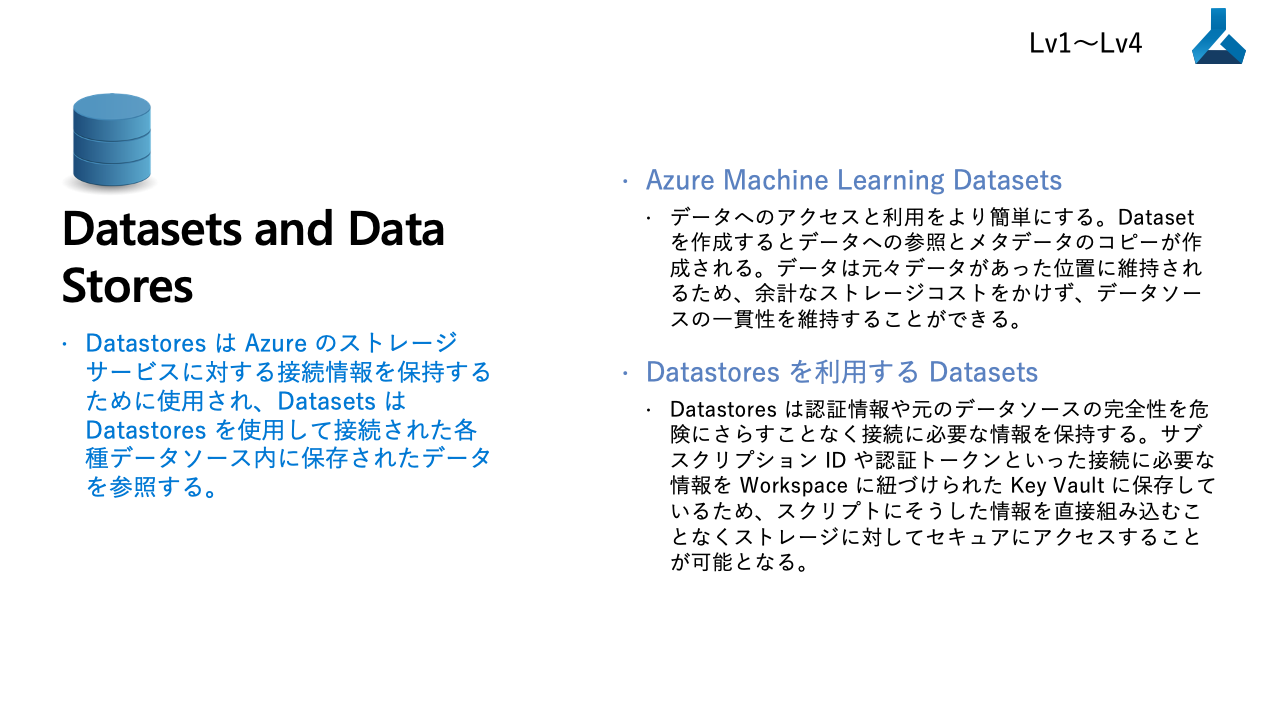 Lv1～Lv4
Datasets and Data
Stores
・ Datastores は Azure のストレージ
サービスに対する接続情報を保持する
ために使用され、Datasets は
Datastores を使用して接続された各
種データソース内に保存されたデータ
を参照する。
・ Azure Machine Learning Datasets
・ データへのアクセスと利用をより簡単にする。Dataset
を作成するとデータへの参照とメタデータのコピーが作
成される。データは元々データがあった位置に維持され
るため、余計なストレージコストをかけず、データソー
スの一貫性を維持することができる。
・ Datastores を利用する Datasets
・ Datastores は認証情報や元のデータソースの完全性を危
険にさらすことなく接続に必要な情報を保持する。サブ
スクリプション ID や認証トークンといった接続に必要な
情報を Workspace に紐づけられた Key Vault に保存して
いるため、スクリプトにそうした情報を直接組み込むこ
となくストレージに対してセキュアにアクセスすること
が可能となる。